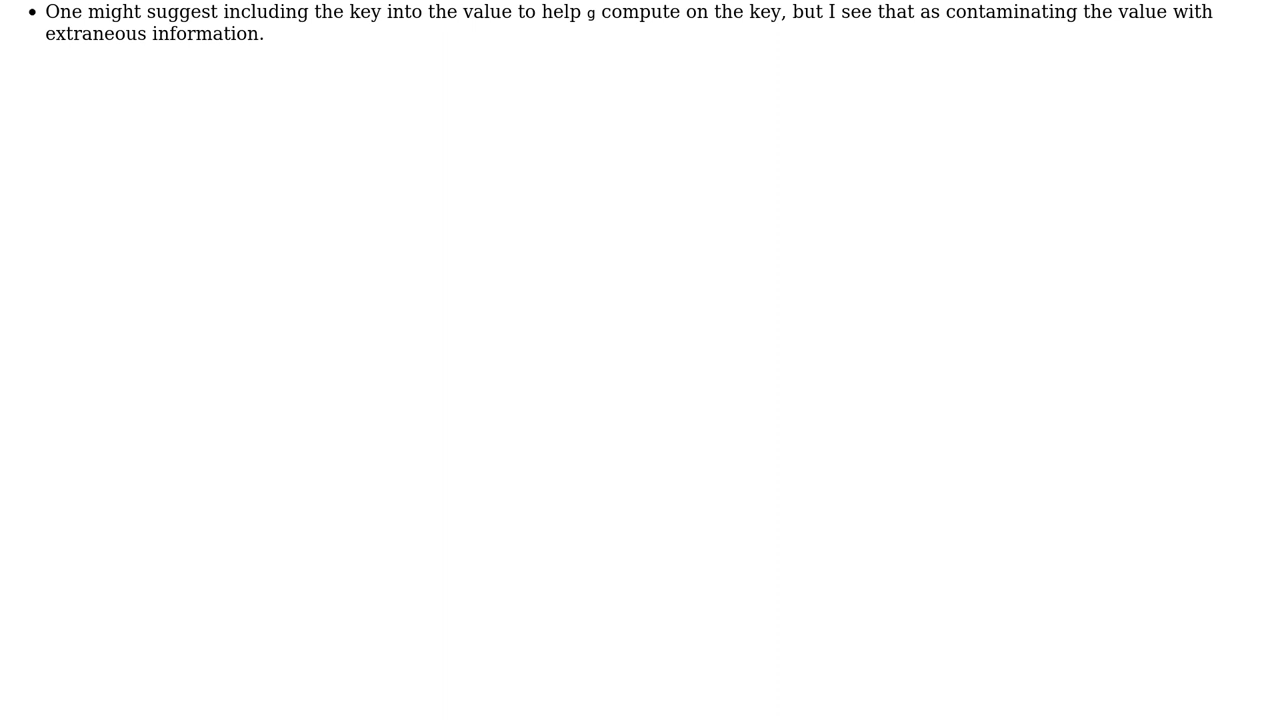 • One might suggest including the key into the value to help g compute on the key, but I see that as contaminating the value with
extraneous information.